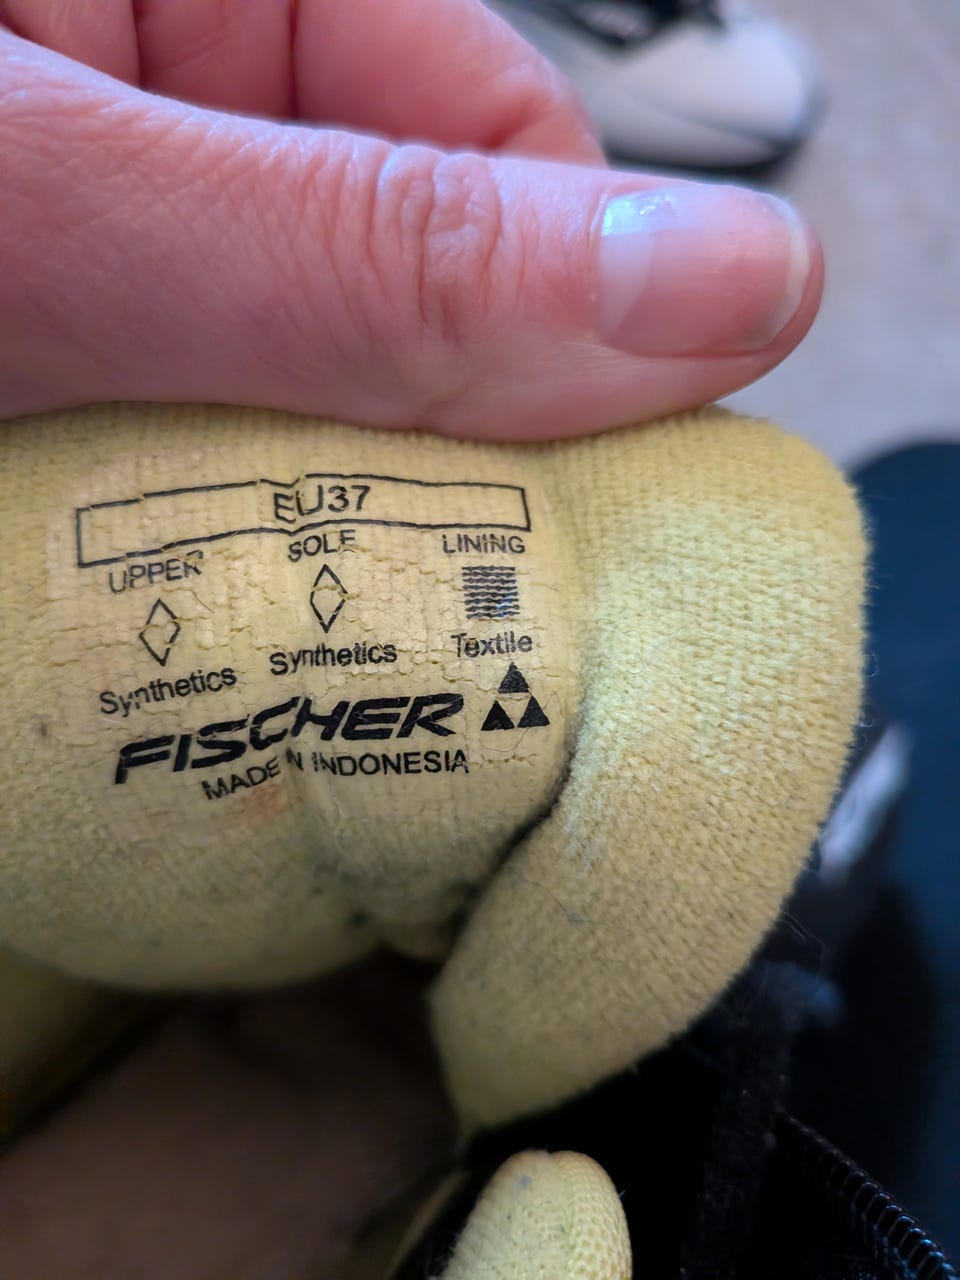 EU37
UPPER SOLE LINING
Synthetics Synthetics Textile
FISCHER
MADE IN INDONESIA